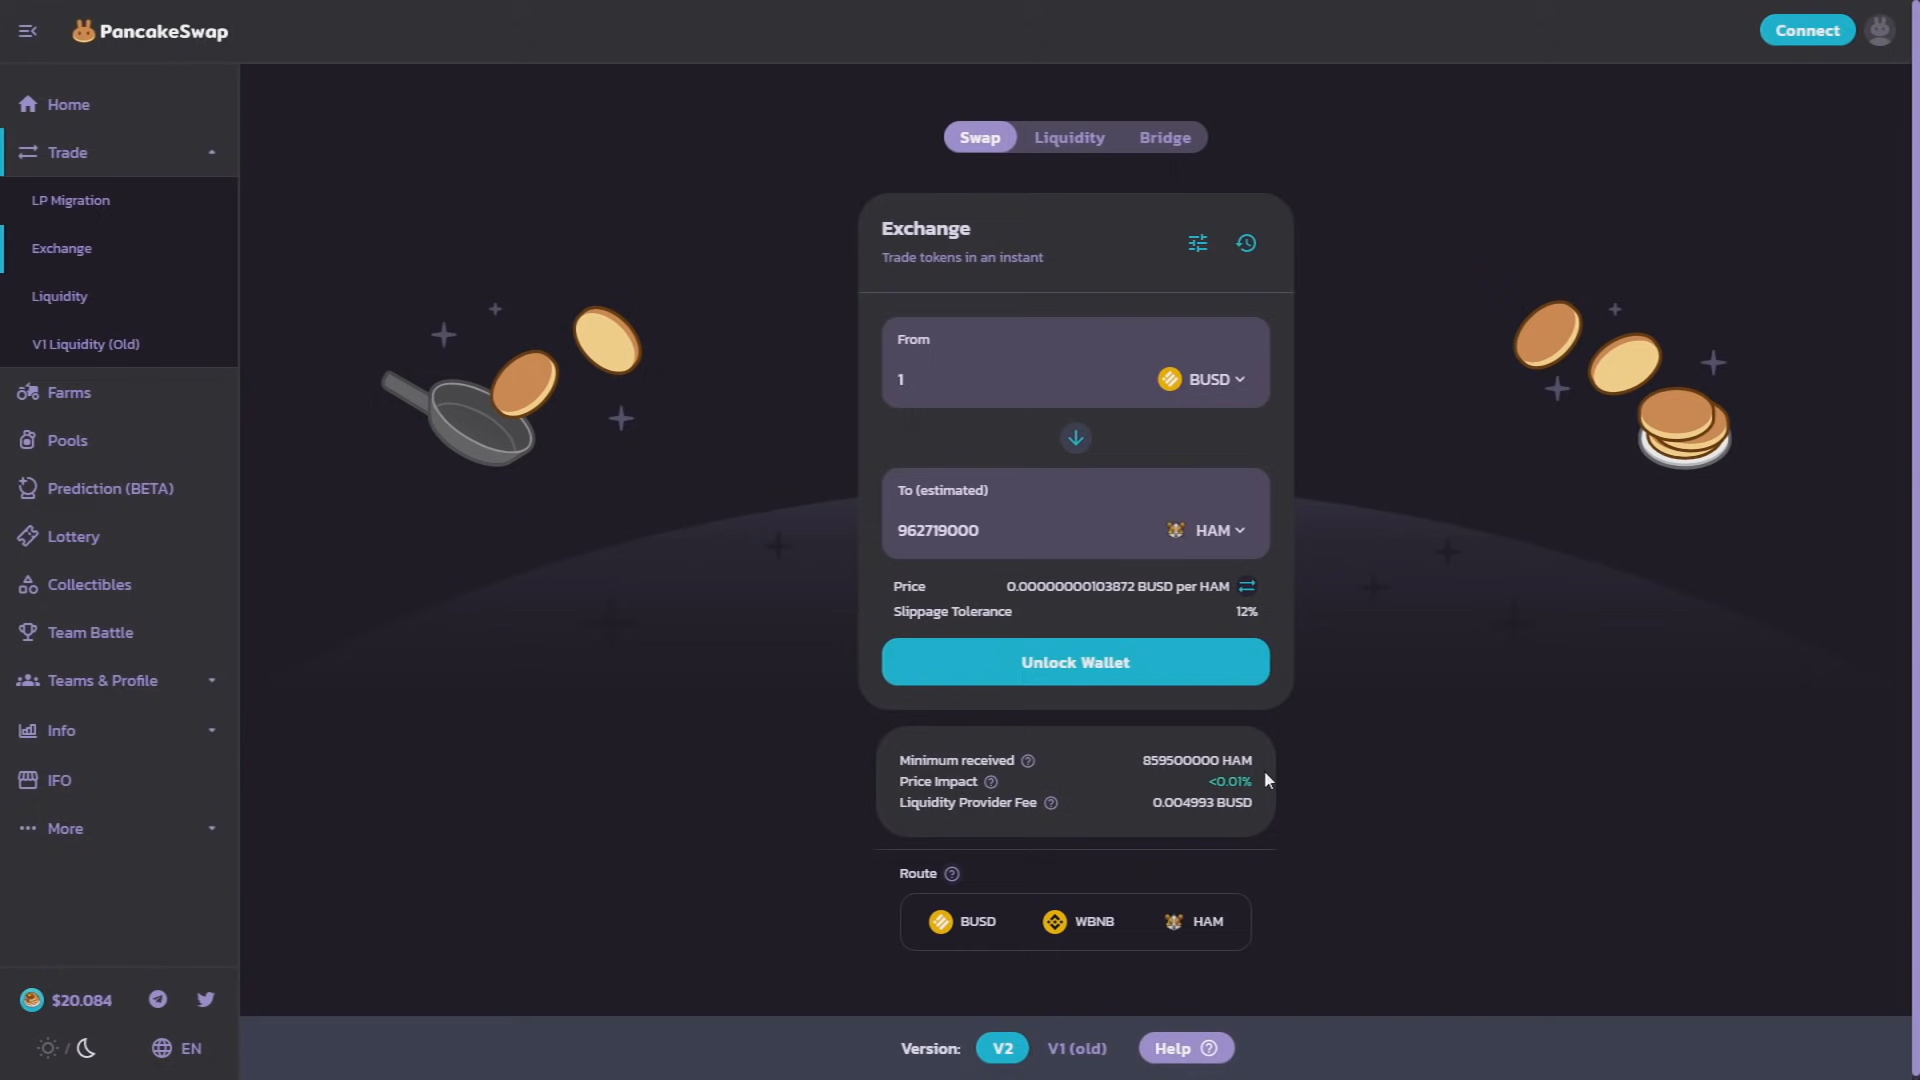 PancakeSwap
Connect
Home
Trade
LP Migration
Exchange
Liquidity
V1 Liquidity (Old)
Farms
Pools
Prediction (BETA)
Lottery
Collectibles
Team Battle
Teams & Profile
Info
IFO
More
$20.084
EN
Swap Liquidity Bridge
Exchange
Trade tokens in an instant
From
1 BUSD
To (estimated)
962719000 HAM
Price 0.00000000103872 BUSD per HAM
Slippage Tolerance 12%
Unlock Wallet
Minimum received 859500000 HAM
Price Impact <0.01%
Liquidity Provider Fee 0.004993 BUSD
Route
BUSD WBNB HAM
Version: V2 V1 (old) Help